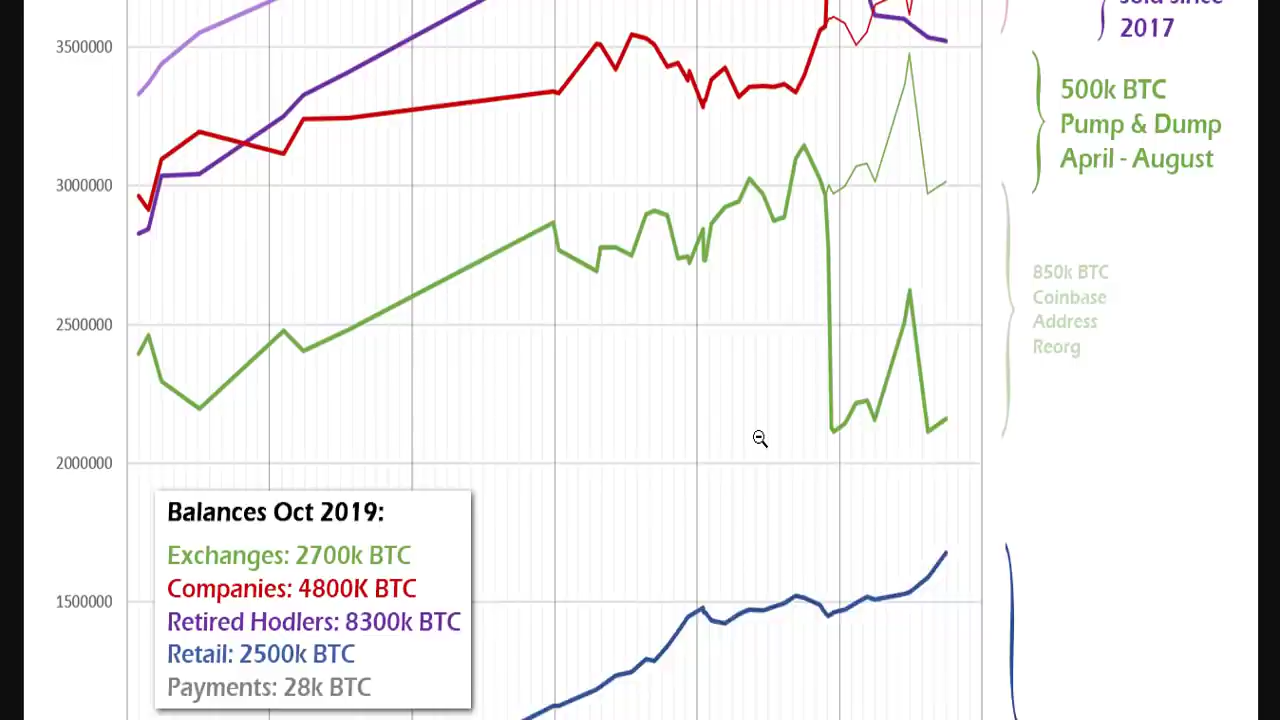 sold since
2017
3500000
500k BTC
Pump & Dump
April - August
3000000
850k BTC
Coinbase
Address
Reorg
2500000
2000000
Balances Oct 2019:
Exchanges: 2700k BTC
Companies: 4800K BTC
Retired Hodlers: 8300k BTC
Retail: 2500k BTC
Payments: 28k BTC
1500000